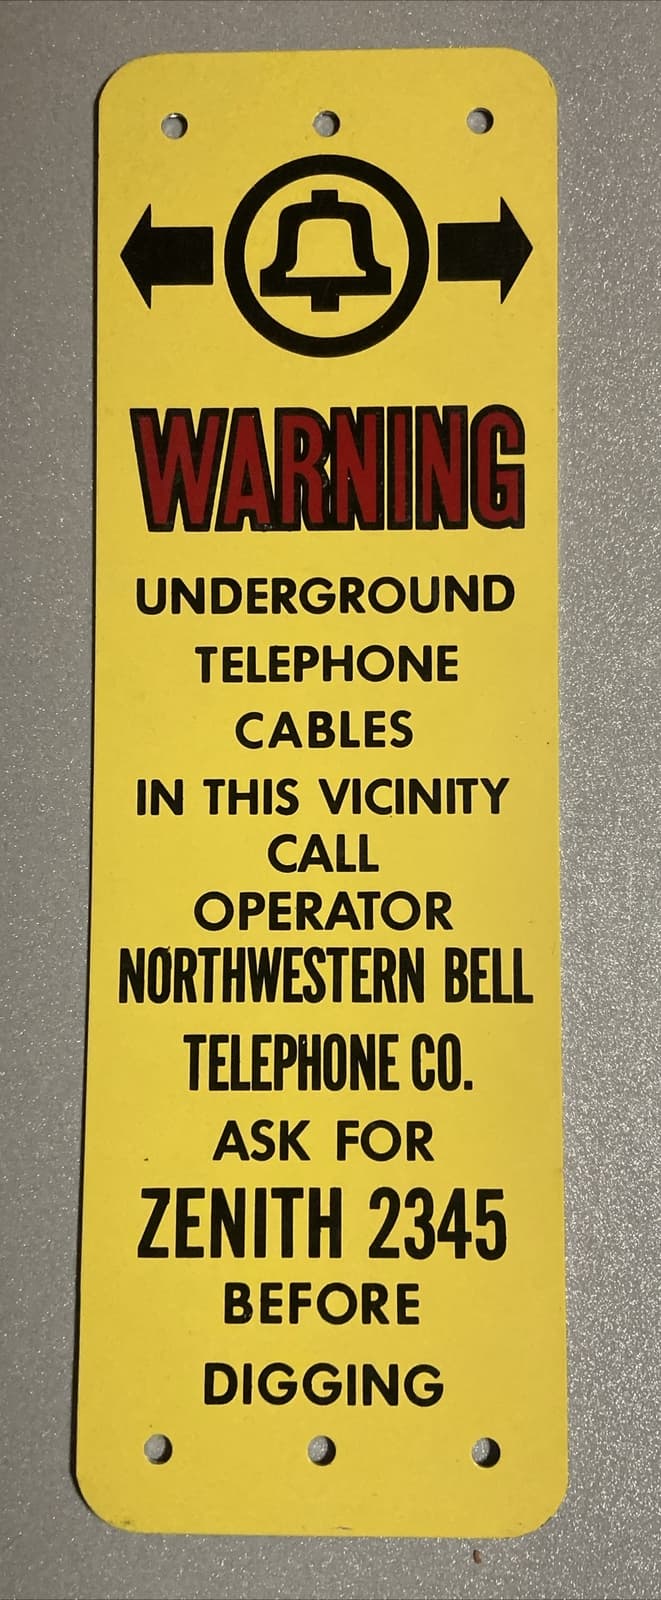 WARNING
UNDERGROUND
TELEPHONE
CABLES
IN THIS VICINITY
CALL
OPERATOR
NORTHWESTERN BELL
TELEPHONE CO.
ASK FOR
ZENITH 2345
BEFORE
DIGGING